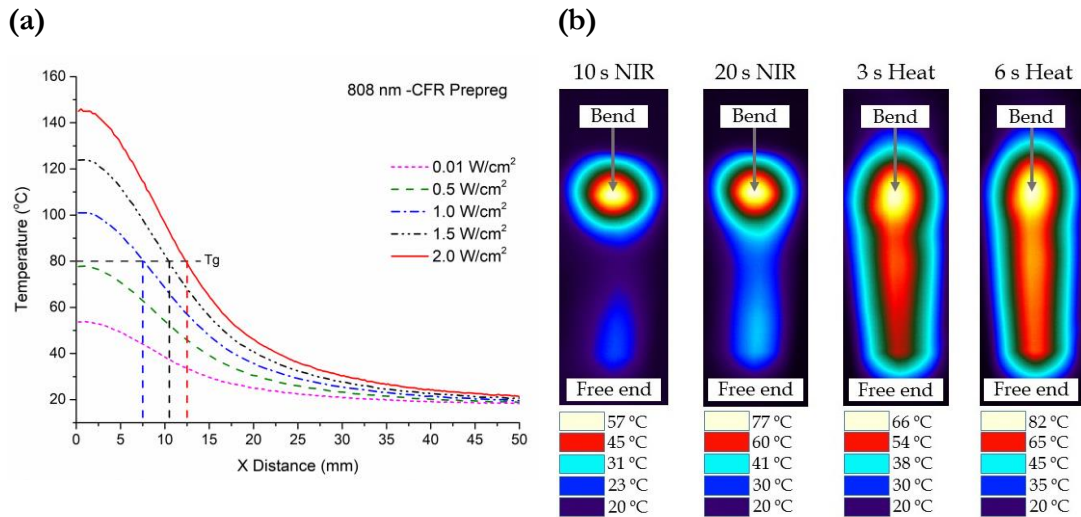 (a)
160
140
120
100
80
60
40
20
Temperature (°C)
0 5 10 15 20 25 30 35 40 45 50
X Distance (mm)
808 nm -CFR Prepreg
0.01 W/cm²
0.5 W/cm²
1.0 W/cm²
1.5 W/cm²
2.0 W/cm²
Tg
(b)
10 s NIR 20 s NIR 3 s Heat 6 s Heat
Bend Bend Bend Bend
Free end Free end Free end Free end
57 °C 77 °C 66 °C 82 °C
45 °C 60 °C 54 °C 65 °C
31 °C 41 °C 38 °C 45 °C
23 °C 30 °C 30 °C 35 °C
20 °C 20 °C 20 °C 20 °C